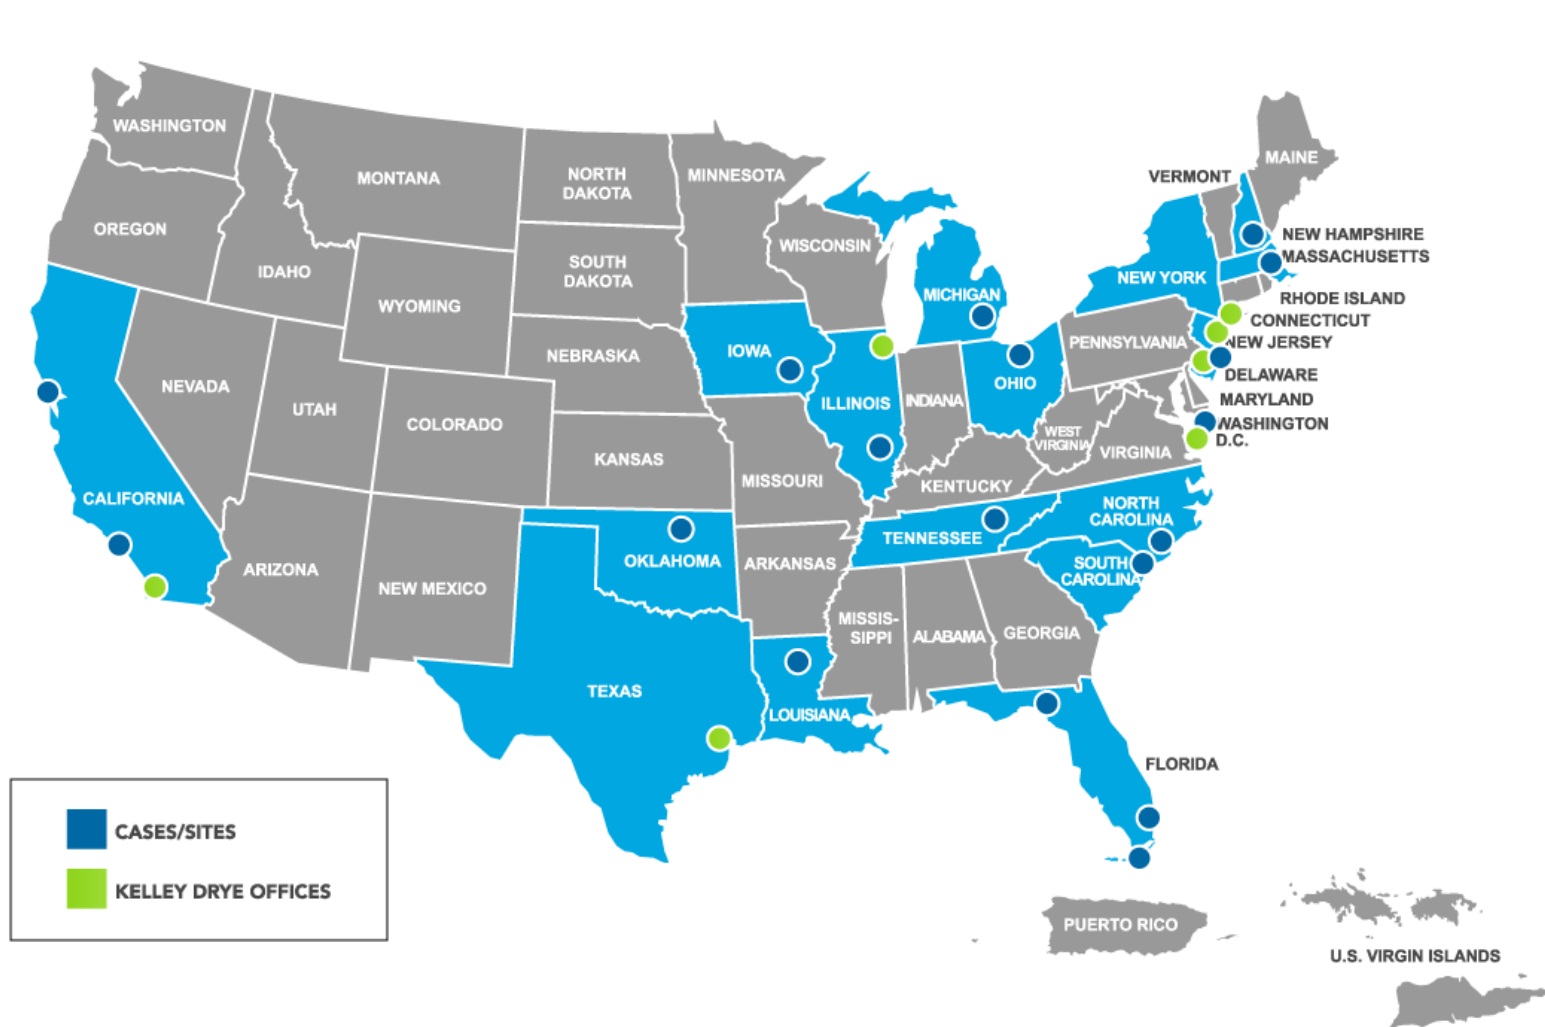 WASHINGTON
MONTANA
NORTH
DAKOTA
MINNESOTA
MAINE
VERMONT
OREGON
IDAHO
WYOMING
SOUTH
DAKOTA
WISCONSIN
MICHIGAN
NEW YORK
NEW HAMPSHIRE
MASSACHUSETTS
RHODE ISLAND
CONNECTICUT
NEW JERSEY
PENNSYLVANIA
DELAWARE
MARYLAND
WASHINGTON
D.C.
NEVADA
UTAH
COLORADO
NEBRASKA
IOWA
ILLINOIS
INDIANA
OHIO
WEST
VIRGINIA
VIRGINIA
KANSAS
MISSOURI
KENTUCKY
CALIFORNIA
ARIZONA
NEW MEXICO
OKLAHOMA
ARKANSAS
TENNESSEE
NORTH
CAROLINA
SOUTH
CAROLINA
MISSIS-
SIPPI
ALABAMA
GEORGIA
TEXAS
LOUISIANA
FLORIDA
CASES/SITES
KELLEY DRYE OFFICES
PUERTO RICO
U.S. VIRGIN ISLANDS